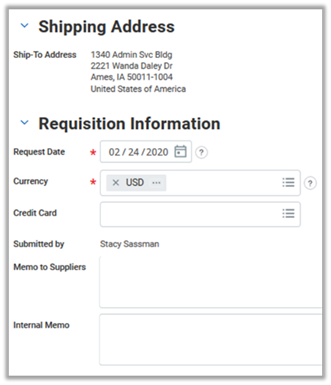 Shipping Address
Ship-To Address 1340 Admin Svc Bldg
2221 Wanda Daley Dr
Ames, IA 50011-1004
United States of America
Requisition Information
Request Date * 02 / 24 / 2020 ?
Currency * × USD ... ?
Credit Card
Submitted by Stacy Sassman
Memo to Suppliers
Internal Memo